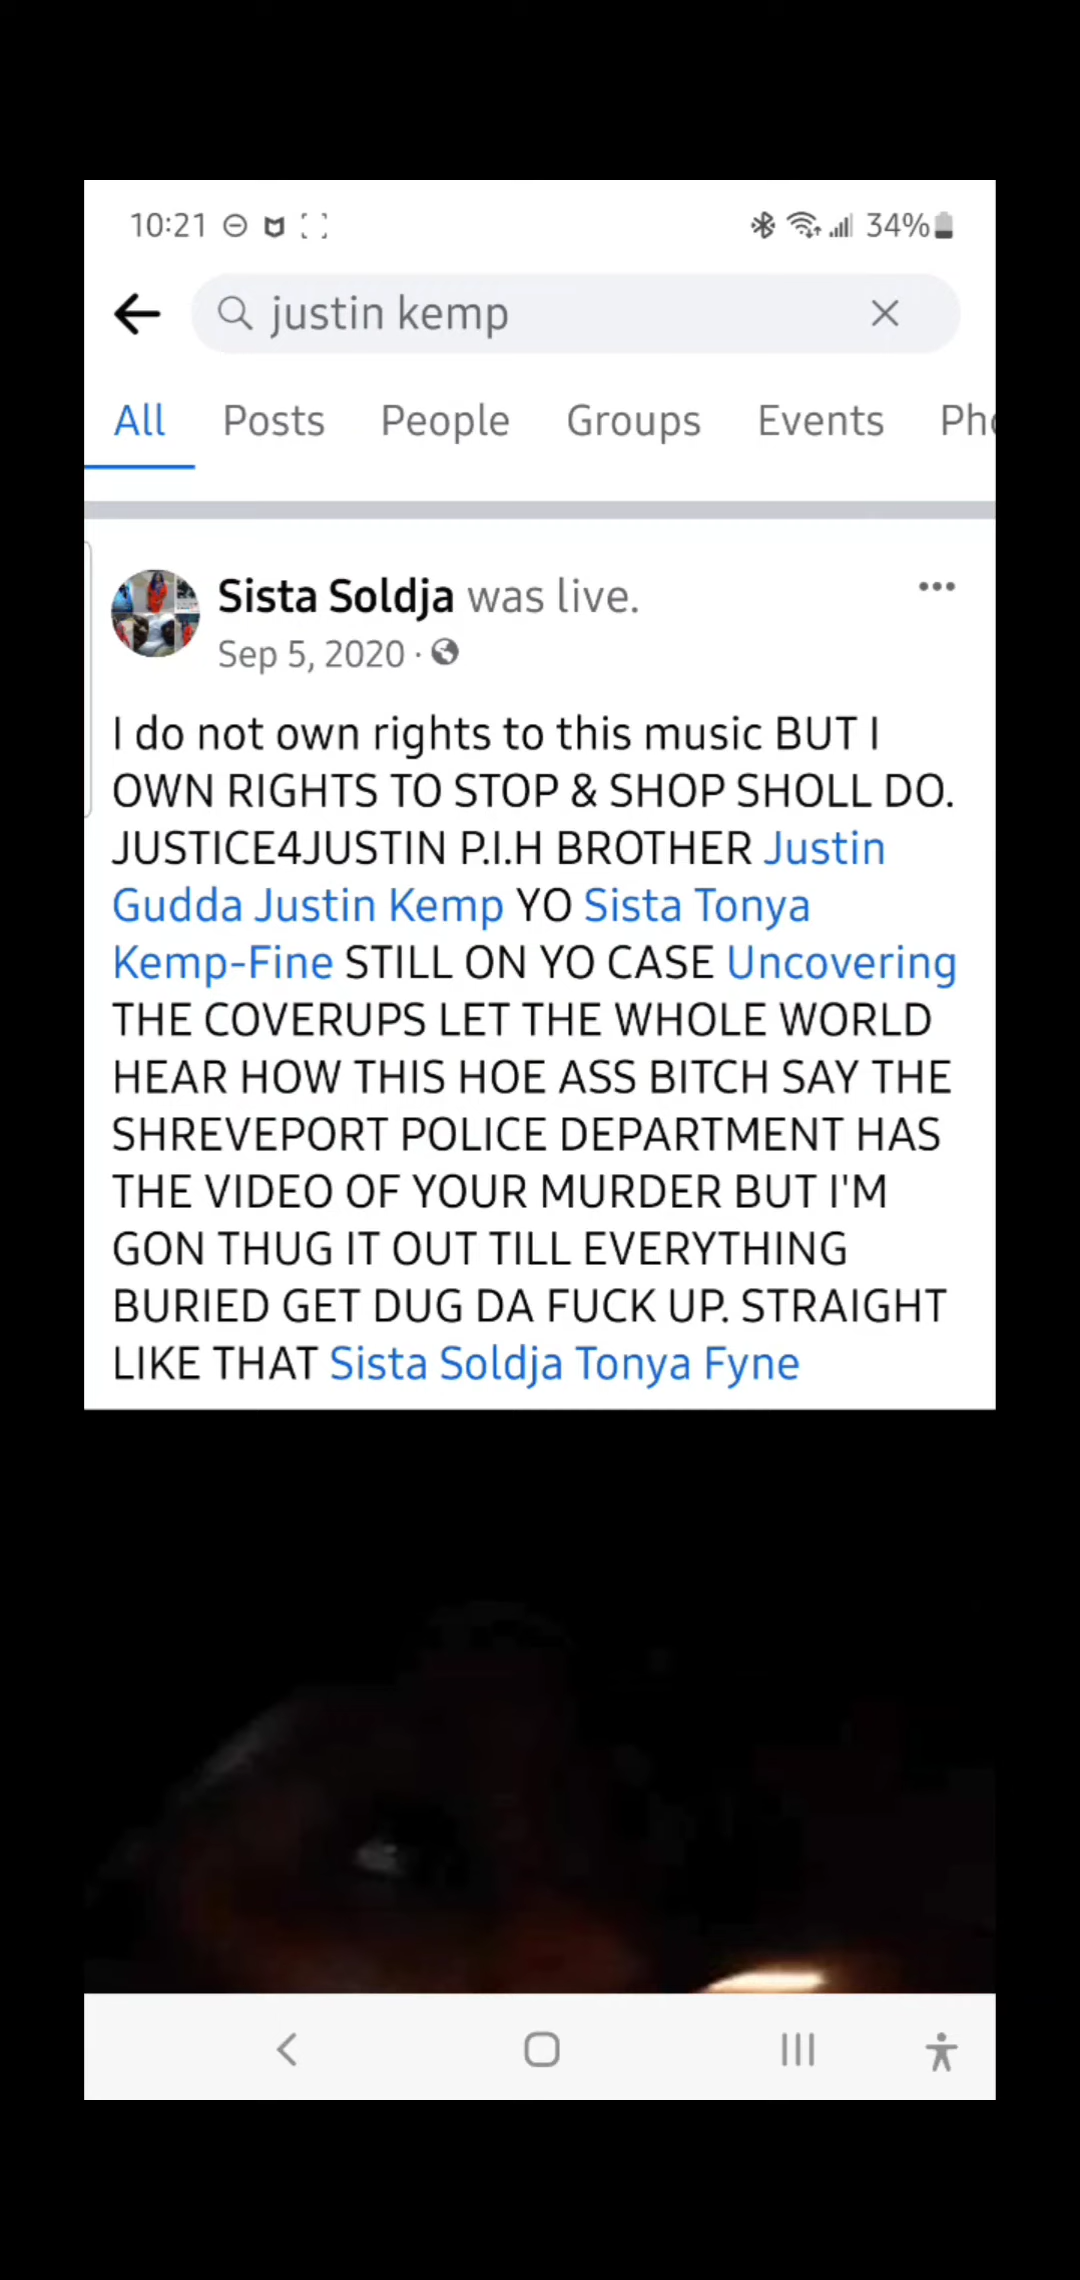 10:21
34%
justin kemp
All Posts People Groups Events Pho
Sista Soldja was live.
Sep 5, 2020 ·
I do not own rights to this music BUT I
OWN RIGHTS TO STOP & SHOP SHOLL DO.
JUSTICE4JUSTIN P.I.H BROTHER Justin
Gudda Justin Kemp YO Sista Tonya
Kemp-Fine STILL ON YO CASE Uncovering
THE COVERUPS LET THE WHOLE WORLD
HEAR HOW THIS HOE ASS BITCH SAY THE
SHREVEPORT POLICE DEPARTMENT HAS
THE VIDEO OF YOUR MURDER BUT I'M
GON THUG IT OUT TILL EVERYTHING
BURIED GET DUG DA FUCK UP. STRAIGHT
LIKE THAT Sista Soldja Tonya Fyne